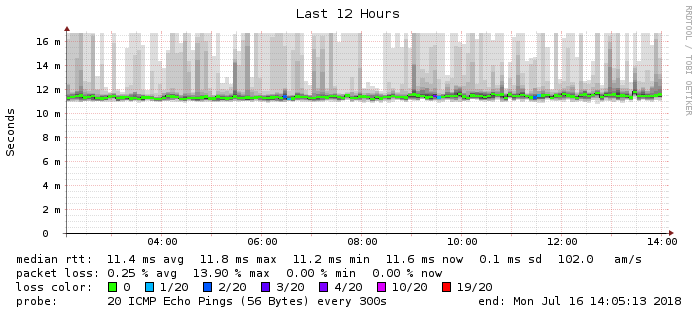 Last 12 Hours
RRDTOOL / TOBI OETIKER
Seconds
16 m
14 m
12 m
10 m
8 m
6 m
4 m
2 m
0
04:00 06:00 08:00 10:00 12:00 14:00
median rtt: 11.4 ms avg 11.8 ms max 11.2 ms min 11.6 ms now 0.1 ms sd 102.0 am/s
packet loss: 0.25 % avg 13.90 % max 0.00 % min 0.00 % now
loss color: 0 1/20 2/20 3/20 4/20 10/20 19/20
probe: 20 ICMP Echo Pings (56 Bytes) every 300s end: Mon Jul 16 14:05:13 2018